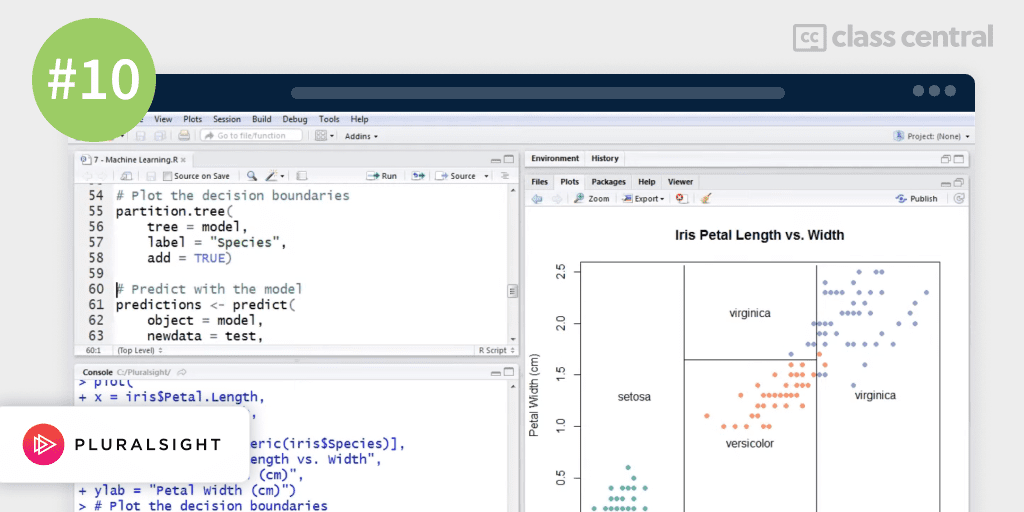 #10
class central
View Plots Session Build Debug Tools Help
Go to file/function
Addins
Project: (None)
7 - Machine Learning.R
Source on Save
Run
Source
54 # Plot the decision boundaries
55 partition.tree(
56 tree = model,
57 label = "Species",
58 add = TRUE)
59
60 # Predict with the model
61 predictions <- predict(
62 object = model,
63 newdata = test,
60:1 (Top Level) R Script
Console C:/Pluralsight/
> plot(
+ x = iris$Petal.Length,
eric(iris$Species)],
ength vs. Width",
(cm)",
+ ylab = "Petal Width (cm)")
> # Plot the decision boundaries
PLURALSIGHT
Environment History
Files Plots Packages Help Viewer
Zoom Export Publish
Iris Petal Length vs. Width
Petal Width (cm)
2.5
2.0
1.5
1.0
0.5
virginica
setosa
versicolor
virginica